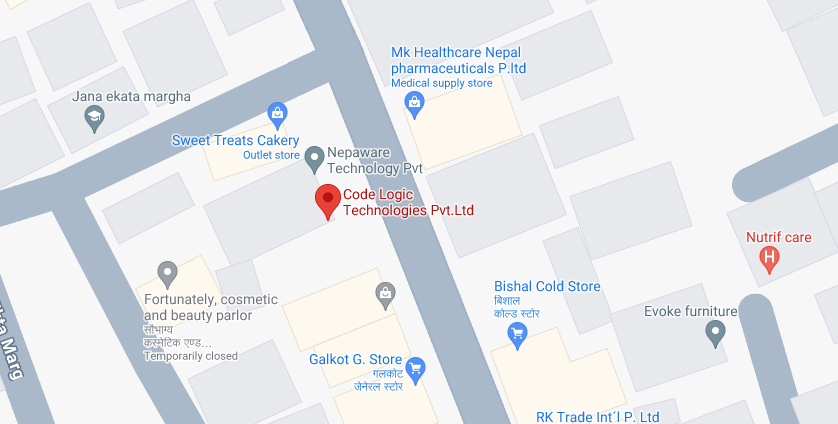 Mk Healthcare Nepal
pharmaceuticals P.ltd
Medical supply store
Jana ekata margha
Sweet Treats Cakery
Outlet store
Nepaware
Technology Pvt
Code Logic
Technologies Pvt.Ltd
Nutrif care
H
Fortunately, cosmetic
and beauty parlor
सौभाग्य
कस्मेटिक एण्ड...
Temporarily closed
Bishal Cold Store
बिशाल
कोल्ड स्टोर
Evoke furniture
Galkot G. Store
गलकोट
जेनेरल स्टोर
Marg
RK Trade Int´l P. Ltd